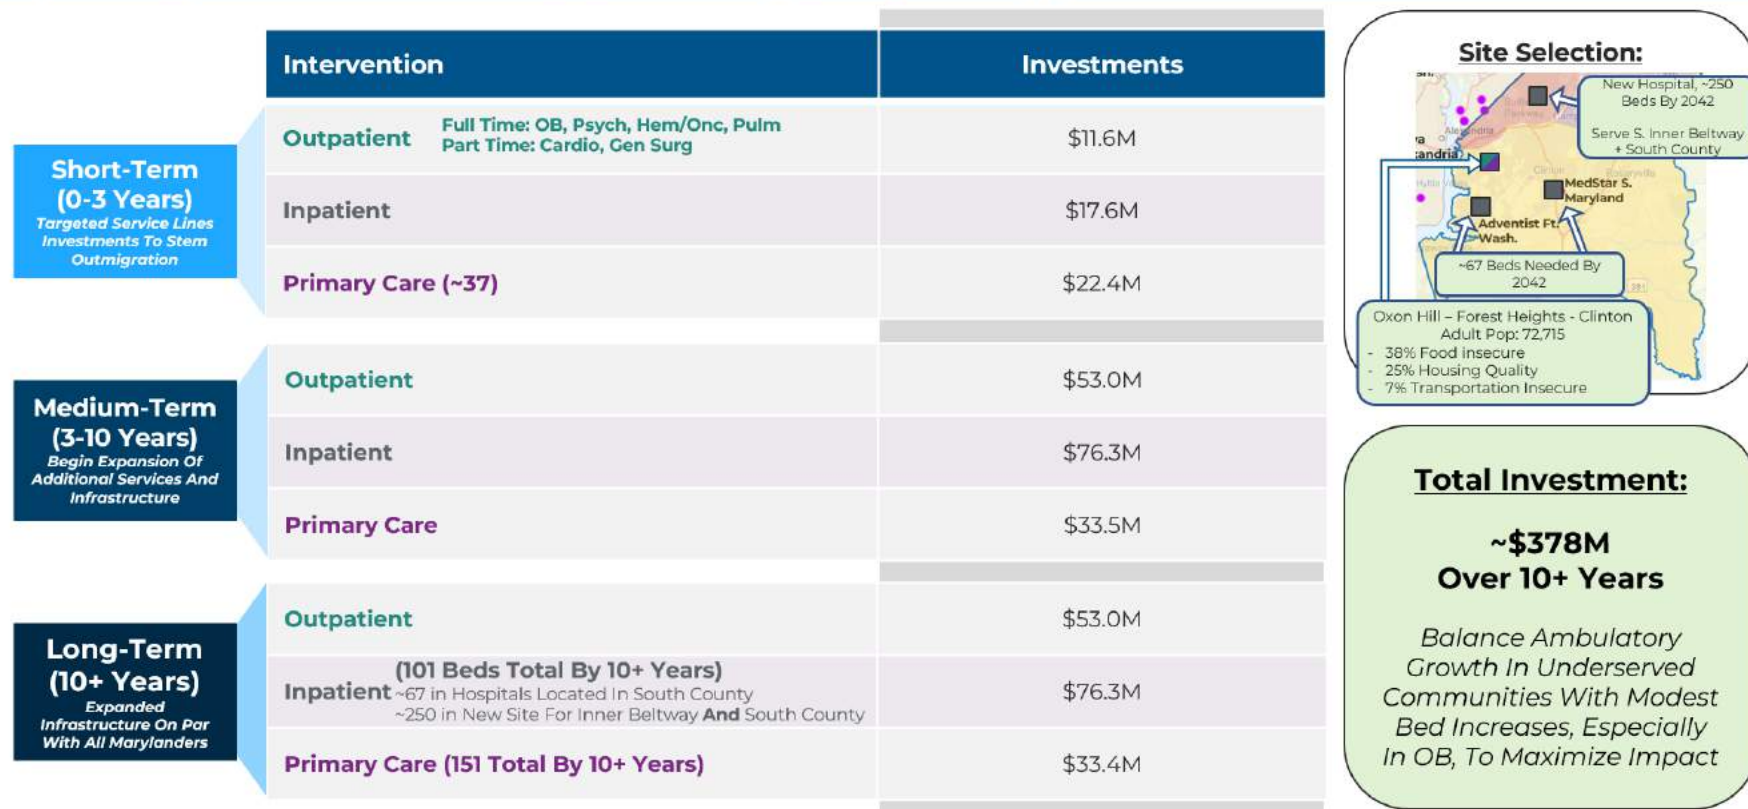 Intervention
Investments
Short-Term
(0-3 Years)
Targeted Service Lines
Investments To Stem
Outmigration
Outpatient
Full Time: OB, Psych, Hem/Onc, Pulm
Part Time: Cardio, Gen Surg
$11.6M
Inpatient
$17.6M
Primary Care (~37)
$22.4M
Medium-Term
(3-10 Years)
Begin Expansion Of
Additional Services And
Infrastructure
Outpatient
$53.0M
Inpatient
$76.3M
Primary Care
$33.5M
Long-Term
(10+ Years)
Expanded
Infrastructure On Par
With All Marylanders
Outpatient
$53.0M
Inpatient
(101 Beds Total By 10+ Years)
~67 in Hospitals Located In South County
~250 in New Site For Inner Beltway And South County
$76.3M
Primary Care (151 Total By 10+ Years)
$33.4M
Site Selection:
New Hospital, ~250
Beds By 2042
Serve S. Inner Beltway
+ South County
Alexandria
andria
Clinton
MedStar S.
Maryland
Adventist Ft.
Wash.
~67 Beds Needed By
2042
Oxon Hill – Forest Heights - Clinton
Adult Pop: 72,715
- 38% Food insecure
- 25% Housing Quality
- 7% Transportation Insecure
Total Investment:
~$378M
Over 10+ Years
Balance Ambulatory
Growth In Underserved
Communities With Modest
Bed Increases, Especially
In OB, To Maximize Impact